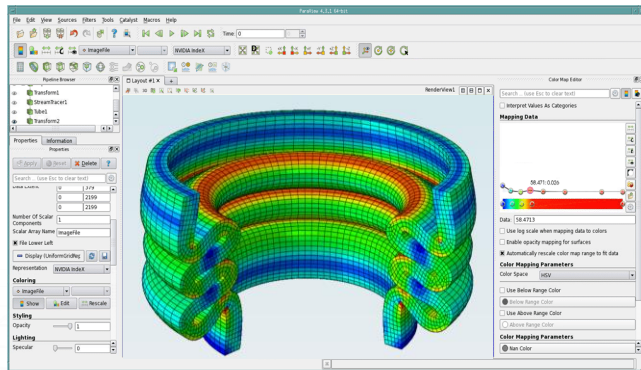 ParaView 4.3.1 64-bit
File Edit View Sources Filters Tools Catalyst Macros Help
Time: 0
ImageFile
NVIDIA IndeX
Pipeline Browser
Transform1
StreamTracer1
Tube1
Transform2
Properties Information
Properties
Apply Reset Delete ?
Search ... (use Esc to clear text)
Data Extent
0 379
0 2199
0 2199
Number Of Scalar Components 1
Scalar Array Name ImageFile
File Lower Left
Display (UniformGridRep
Representation NVIDIA IndeX
Coloring
ImageFile
Show Edit Rescale
Styling
Opacity 1
Lighting
Specular 0
Layout #1 X +
3D
RenderView1
Color Map Editor
Search ... (use Esc to clear text)
Interpret Values As Categories
Mapping Data
58.471: 0.026
Data: 58.4713
Use log scale when mapping data to colors
Enable opacity mapping for surfaces
Automatically rescale color map range to fit data
Color Mapping Parameters
Color Space HSV
Use Below Range Color
Below Range Color
Use Above Range Color
Above Range Color
Color Mapping Parameters
Nan Color